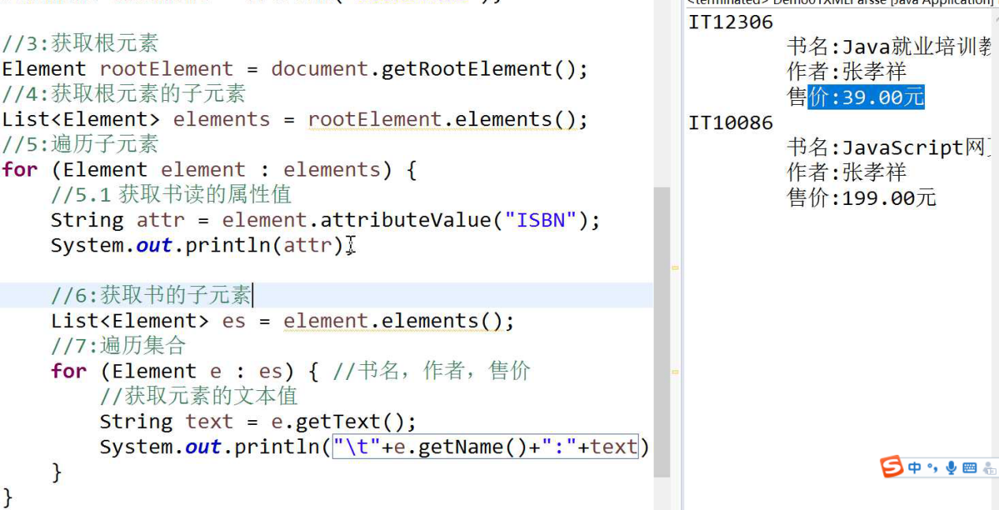 //3:获取根元素
Element rootElement = document.getRootElement();
//4:获取根元素的子元素
List<Element> elements = rootElement.elements();
//5:遍历子元素
for (Element element : elements) {
//5.1 获取书读的属性值
String attr = element.attributeValue("ISBN");
System.out.println(attr);
//6:获取书的子元素
List<Element> es = element.elements();
//7:遍历集合
for (Element e : es) { //书名，作者，售价
//获取元素的文本值
String text = e.getText();
System.out.println("\t"+e.getName()+":"+text)
}
}
<terminated> Demo01XMLParsse [Java Application]
IT12306
书名:Java就业培训教
作者:张孝祥
售价:39.00元
IT10086
书名:JavaScript网
作者:张孝祥
售价:199.00元
中